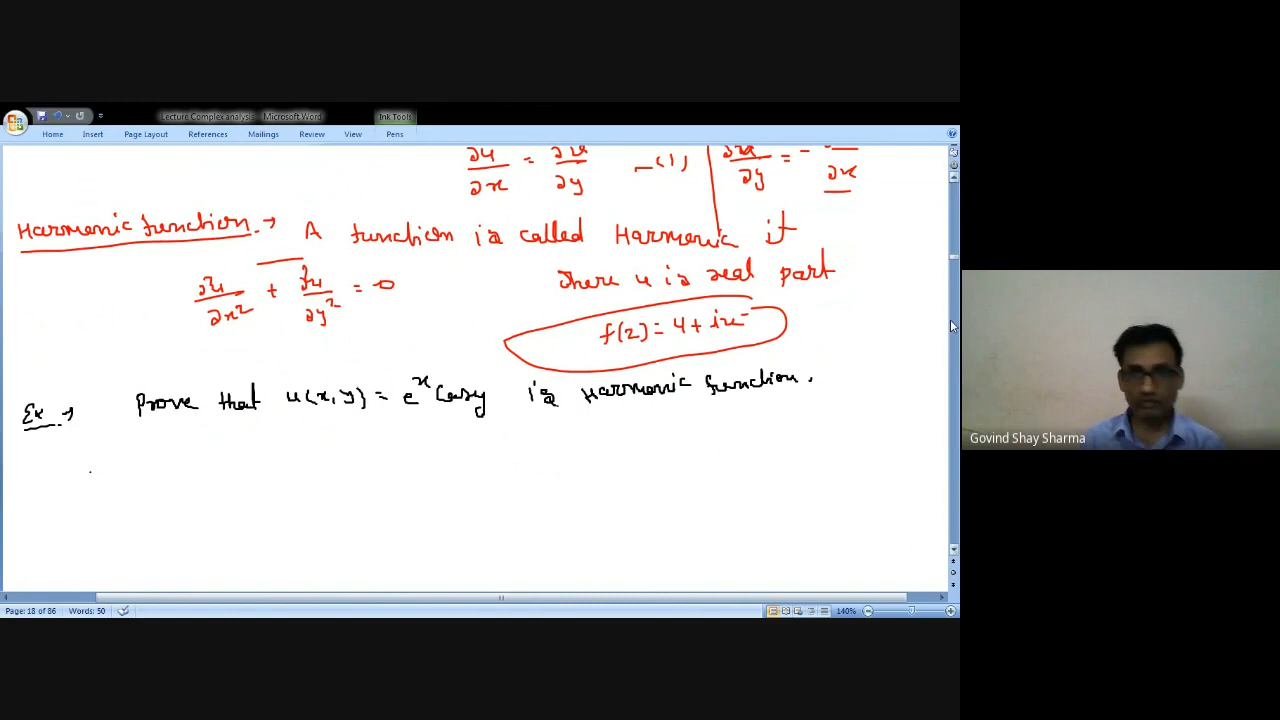 Lecture Complex analysis - Microsoft Word
Ink Tools
Home Insert Page Layout References Mailings Review View Pens
∂u/∂x = ∂v/∂y —(1) | ∂u/∂y = - ∂v/∂x
Harmonic function → A function is called Harmonic if
∂²u/∂x² + ∂²u/∂y² = 0 where u is real part
f(z) = u + iv
Ex → Prove that u(x, y) = e^x Cosy is Harmonic function.
Govind Shay Sharma
Page: 18 of 86 Words: 50 140%